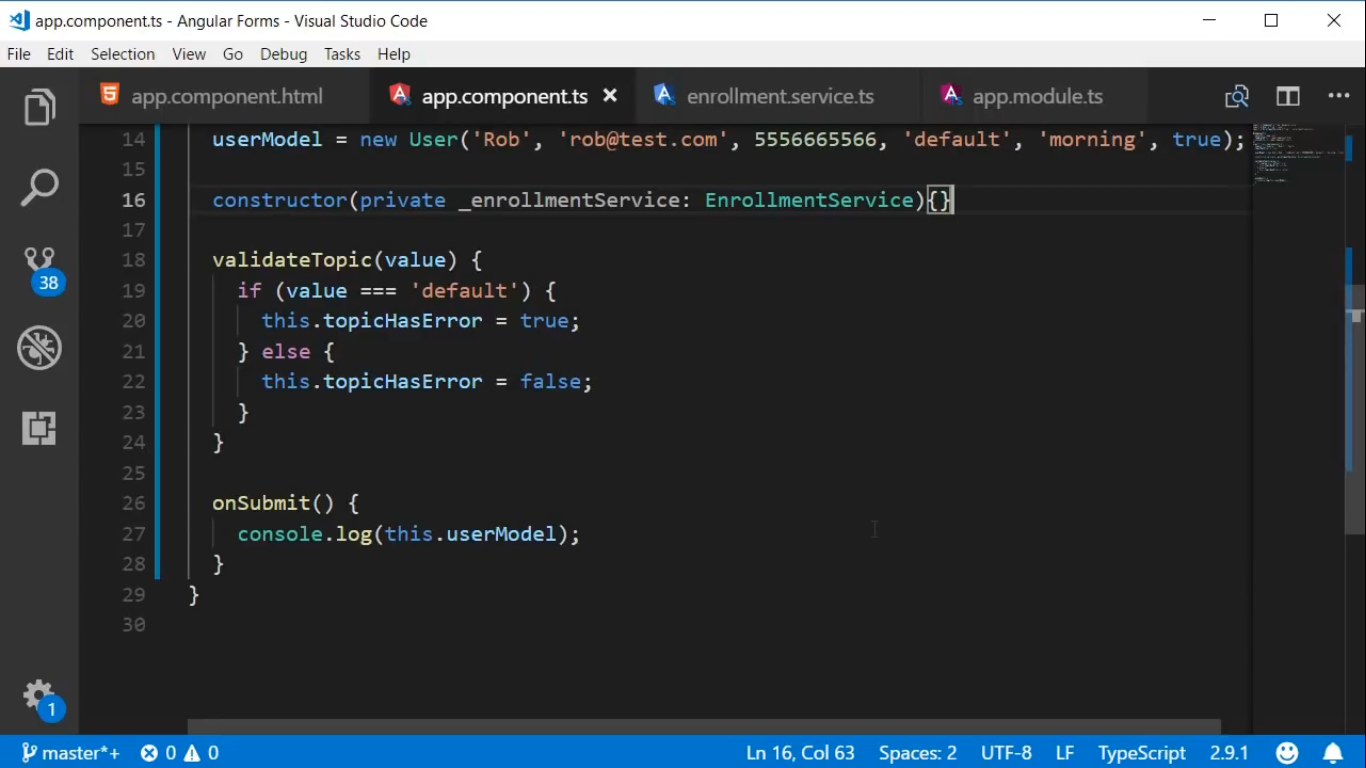 app.component.ts - Angular Forms - Visual Studio Code
File Edit Selection View Go Debug Tasks Help
app.component.html app.component.ts enrollment.service.ts app.module.ts
14 userModel = new User('Rob', 'rob@test.com', 5556665566, 'default', 'morning', true);
15
16 constructor(private _enrollmentService: EnrollmentService){}
17
18 validateTopic(value) {
19 if (value === 'default') {
20 this.topicHasError = true;
21 } else {
22 this.topicHasError = false;
23 }
24 }
25
26 onSubmit() {
27 console.log(this.userModel);
28 }
29 }
30
38
1
master*+ 0 0 Ln 16, Col 63 Spaces: 2 UTF-8 LF TypeScript 2.9.1